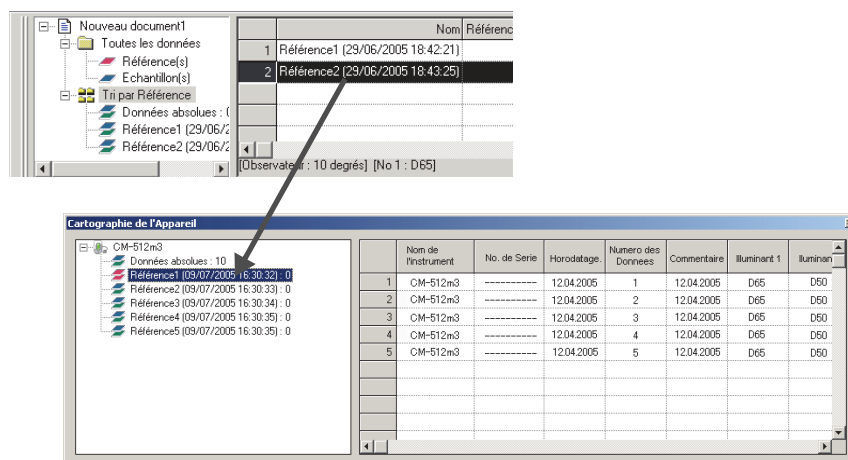 Nouveau document1
Toutes les données
Référence(s)
Echantillon(s)
Tri par Référence
Données absolues : 
Référence1 (29/06/2
Référence2 (29/06/2
Nom Référenc
1 Référence1 (29/06/2005 18:42:21)
2 Référence2 (29/06/2005 18:43:25)
[Observateur : 10 degrés] [No 1 : D65]
Cartographie de l'Appareil
CM-512m3
Données absolues : 10
Référence1 (09/07/2005 16:30:32) : 0
Référence2 (09/07/2005 16:30:33) : 0
Référence3 (09/07/2005 16:30:34) : 0
Référence4 (09/07/2005 16:30:35) : 0
Référence5 (09/07/2005 16:30:35) : 0
Nom de l'instrument No. de Serie Horodatage. Numero des Donnees Commentaire Illuminant 1 lluminan
1 CM-512m3 ---------- 12.04.2005 1 12.04.2005 D65 D50
2 CM-512m3 ---------- 12.04.2005 2 12.04.2005 D65 D50
3 CM-512m3 ---------- 12.04.2005 3 12.04.2005 D65 D50
4 CM-512m3 ---------- 12.04.2005 4 12.04.2005 D65 D50
5 CM-512m3 ---------- 12.04.2005 5 12.04.2005 D65 D50